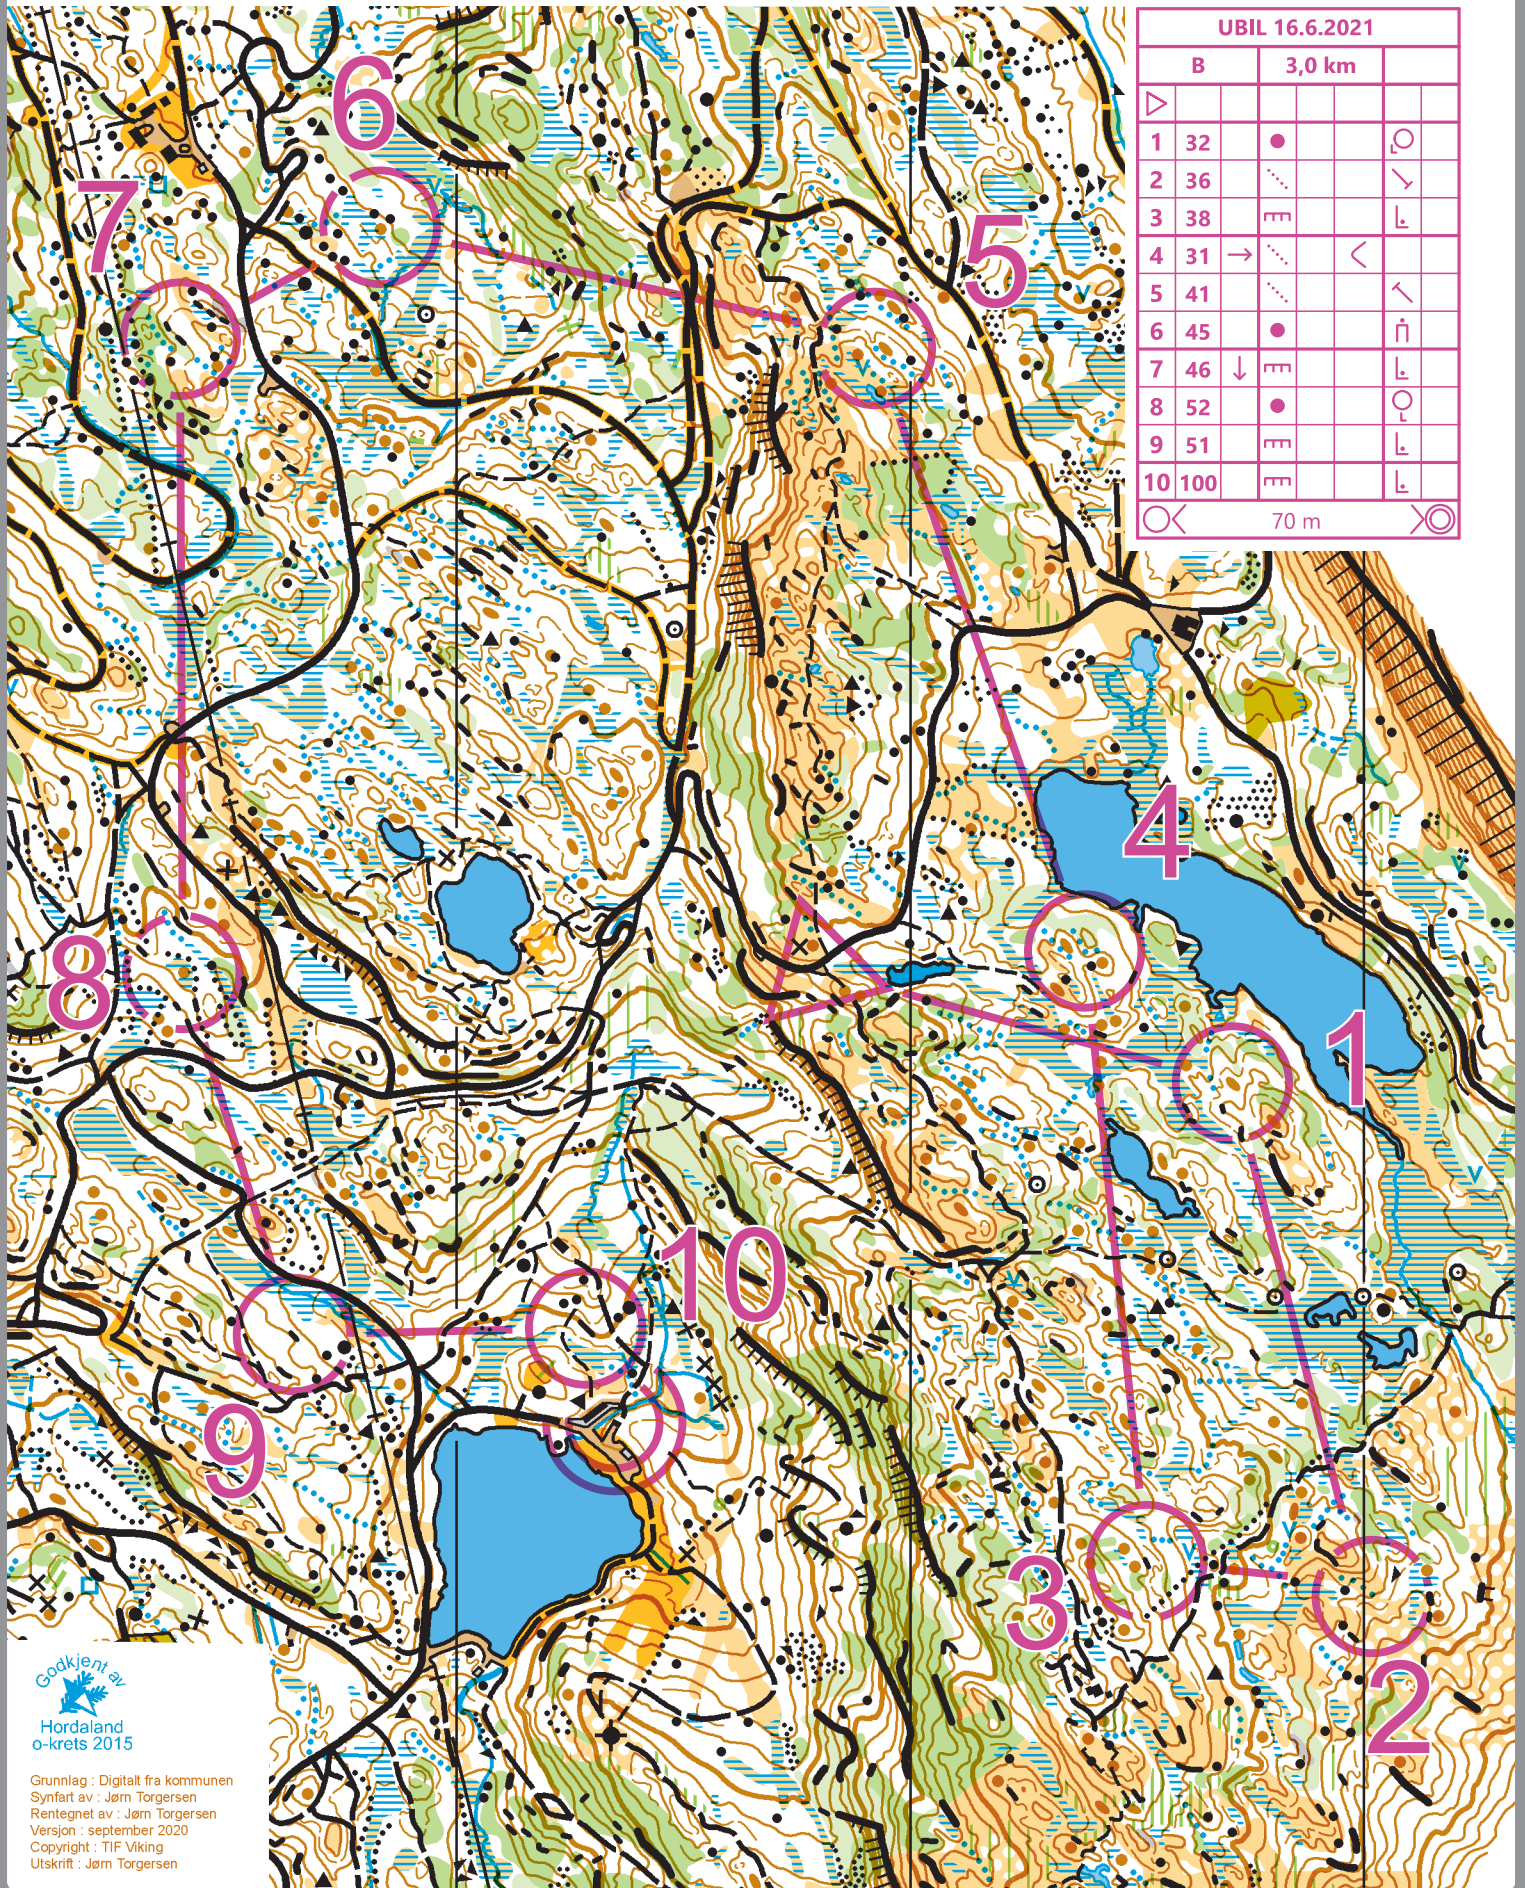 UBIL 16.6.2021
B 3,0 km
1 32
2 36
3 38
4 31
5 41
6 45
7 46
8 52
9 51
10 100
70 m
6
7
5
4
8
1
10
9
3
2
Godkjent av
Hordaland
o-krets 2015
Grunnlag : Digitalt fra kommunen
Synfart av : Jørn Torgersen
Rentegnet av : Jørn Torgersen
Versjon : september 2020
Copyright : TIF Viking
Utskrift : Jørn Torgersen